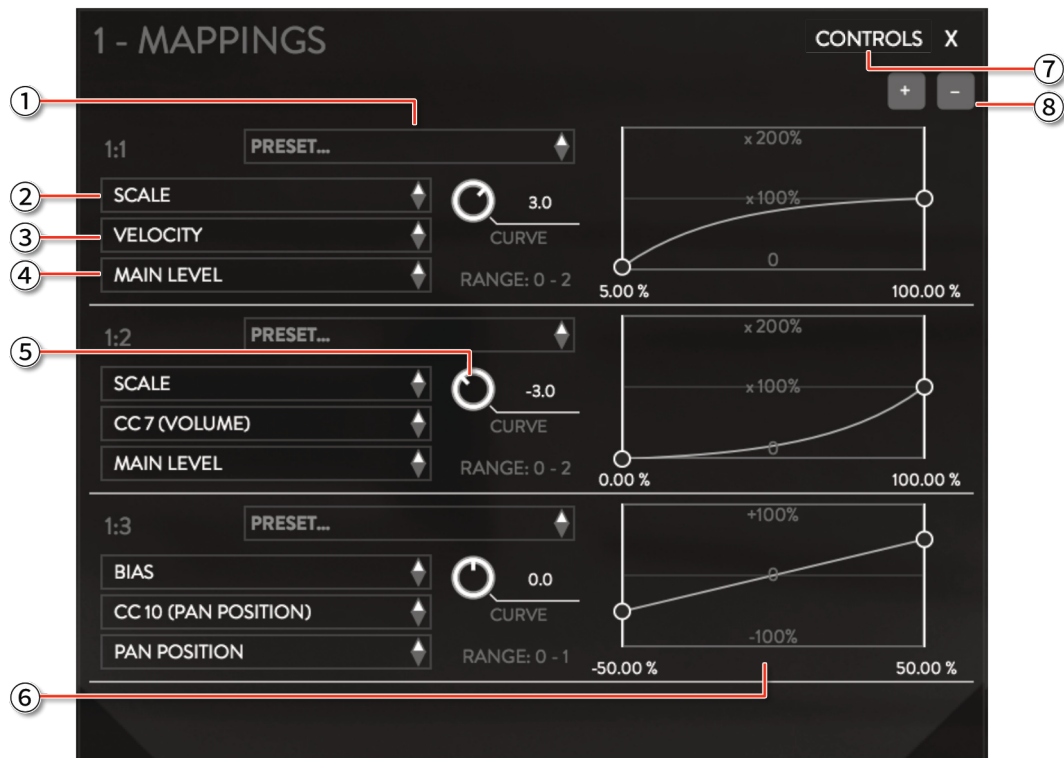 1 - MAPPINGS
CONTROLS X
7
+ -
8
1
1:1 PRESET...
x 200%
2
SCALE
3.0
x 100%
3
VELOCITY
CURVE
4
MAIN LEVEL
RANGE: 0 - 2
0
5.00 % 100.00 %
1:2 PRESET...
x 200%
5
SCALE
-3.0
x 100%
CC 7 (VOLUME)
CURVE
MAIN LEVEL
RANGE: 0 - 2
0
0.00 % 100.00 %
1:3 PRESET...
+100%
BIAS
0.0
0
CC 10 (PAN POSITION)
CURVE
PAN POSITION
RANGE: 0 - 1
-100%
-50.00 % 50.00 %
6